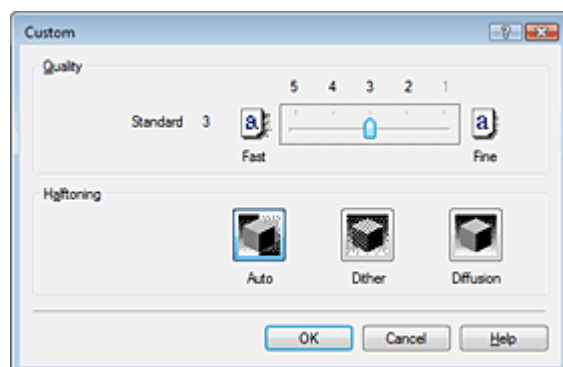 Custom
Quality
5 4 3 2 1
Standard 3
a a
Fast Fine
Halftoning
Auto Dither Diffusion
OK Cancel Help